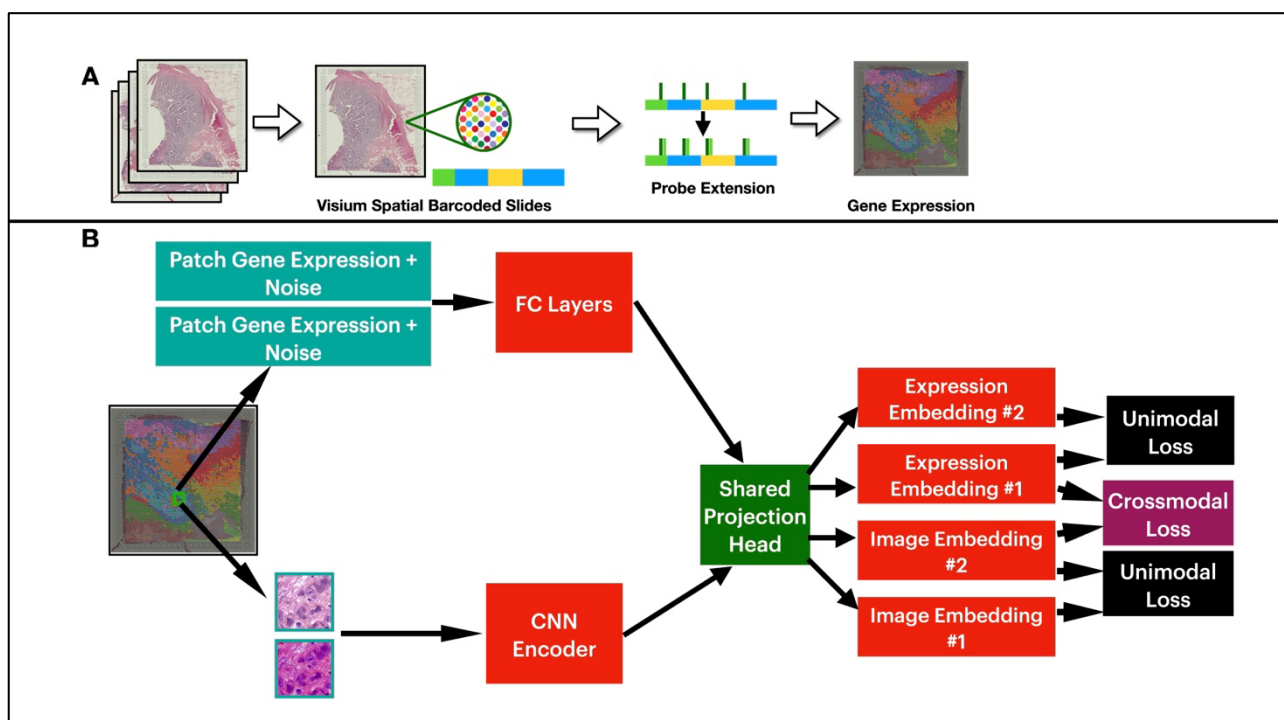 A
Visium Spatial Barcoded Slides
Probe Extension
Gene Expression
B
Patch Gene Expression +
Noise
Patch Gene Expression +
Noise
FC Layers
CNN
Encoder
Shared
Projection
Head
Expression
Embedding #2
Expression
Embedding #1
Image Embedding
#2
Image Embedding
#1
Unimodal
Loss
Crossmodal
Loss
Unimodal
Loss